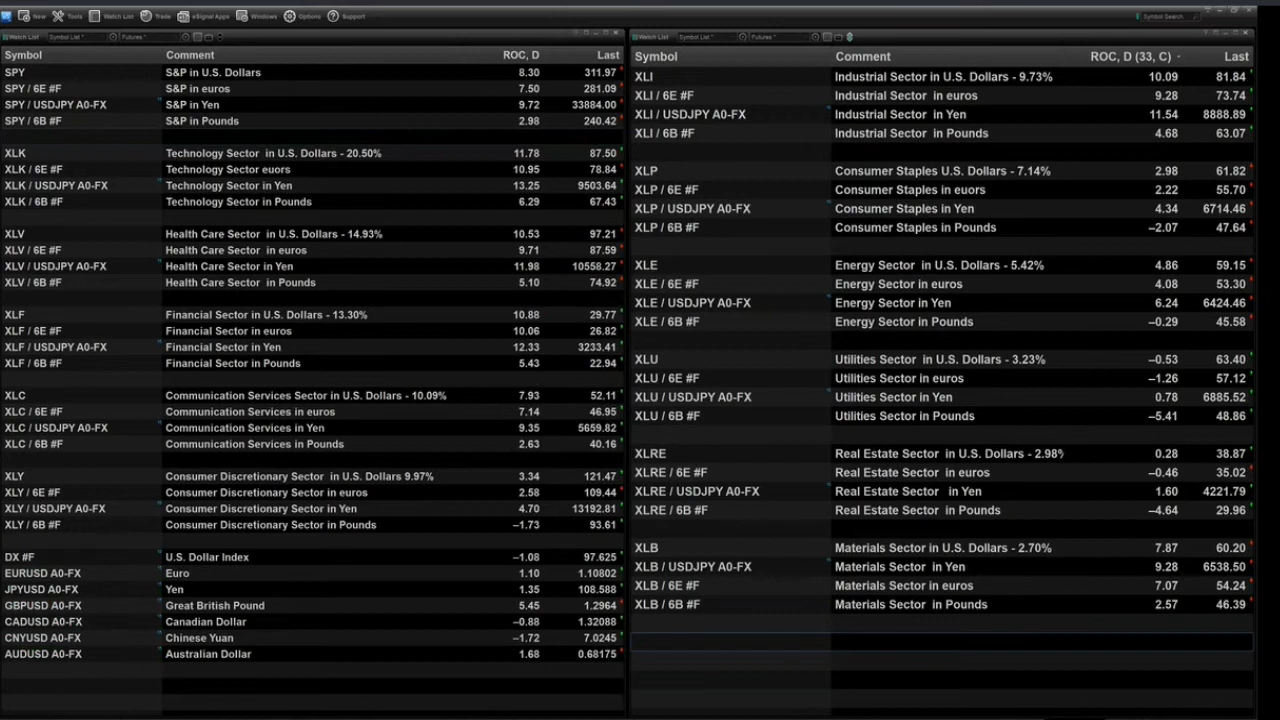 New Tools Watch List Trade eSignal Apps Windows Options Support Symbol Search
Watch List Symbol List * Futures *
Symbol Comment ROC, D Last
SPY S&P in U.S. Dollars 8.30 311.97
SPY / 6E #F S&P in euros 7.50 281.09
SPY / USDJPY A0-FX S&P in Yen 9.72 33884.00
SPY / 6B #F S&P in Pounds 2.98 240.42
XLK Technology Sector in U.S. Dollars - 20.50% 11.78 87.50
XLK / 6E #F Technology Sector euors 10.95 78.84
XLK / USDJPY A0-FX Technology Sector in Yen 13.25 9503.64
XLK / 6B #F Technology Sector in Pounds 6.29 67.43
XLV Health Care Sector in U.S. Dollars - 14.93% 10.53 97.21
XLV / 6E #F Health Care Sector in euros 9.71 87.59
XLV / USDJPY A0-FX Health Care Sector in Yen 11.98 10558.27
XLV / 6B #F Health Care Sector in Pounds 5.10 74.92
XLF Financial Sector in U.S. Dollars - 13.30% 10.88 29.77
XLF / 6E #F Financial Sector in euros 10.06 26.82
XLF / USDJPY A0-FX Financial Sector in Yen 12.33 3233.41
XLF / 6B #F Financial Sector in Pounds 5.43 22.94
XLC Communication Services Sector in U.S. Dollars - 10.09% 7.93 52.11
XLC / 6E #F Communication Services in euros 7.14 46.95
XLC / USDJPY A0-FX Communication Services in Yen 9.35 5659.82
XLC / 6B #F Communication Services in Pounds 2.63 40.16
XLY Consumer Discretionary Sector in U.S. Dollars 9.97% 3.34 121.47
XLY / 6E #F Consumer Discretionary Sector in euros 2.58 109.44
XLY / USDJPY A0-FX Consumer Discretionary Sector in Yen 4.70 13192.81
XLY / 6B #F Consumer Discretionary Sector in Pounds –1.73 93.61
DX #F U.S. Dollar Index –1.08 97.625
EURUSD A0-FX Euro 1.10 1.10802
JPYUSD A0-FX Yen 1.35 108.588
GBPUSD A0-FX Great British Pound 5.45 1.2964
CADUSD A0-FX Canadian Dollar –0.88 1.32088
CNYUSD A0-FX Chinese Yuan –1.72 7.0245
AUDUSD A0-FX Australian Dollar 1.68 0.68175
Watch List Symbol List * Futures *
Symbol Comment ROC, D (33, C) Last
XLI Industrial Sector in U.S. Dollars - 9.73% 10.09 81.84
XLI / 6E #F Industrial Sector in euros 9.28 73.74
XLI / USDJPY A0-FX Industrial Sector in Yen 11.54 8888.89
XLI / 6B #F Industrial Sector in Pounds 4.68 63.07
XLP Consumer Staples U.S. Dollars - 7.14% 2.98 61.82
XLP / 6E #F Consumer Staples in euors 2.22 55.70
XLP / USDJPY A0-FX Consumer Staples in Yen 4.34 6714.46
XLP / 6B #F Consumer Staples in Pounds –2.07 47.64
XLE Energy Sector in U.S. Dollars - 5.42% 4.86 59.15
XLE / 6E #F Energy Sector in euros 4.08 53.30
XLE / USDJPY A0-FX Energy Sector in Yen 6.24 6424.46
XLE / 6B #F Energy Sector in Pounds –0.29 45.58
XLU Utilities Sector in U.S. Dollars - 3.23% –0.53 63.40
XLU / 6E #F Utilities Sector in euros –1.26 57.12
XLU / USDJPY A0-FX Utilities Sector in Yen 0.78 6885.52
XLU / 6B #F Utilities Sector in Pounds –5.41 48.86
XLRE Real Estate Sector in U.S. Dollars - 2.98% 0.28 38.87
XLRE / 6E #F Real Estate Sector in euros –0.46 35.02
XLRE / USDJPY A0-FX Real Estate Sector in Yen 1.60 4221.79
XLRE / 6B #F Real Estate Sector in Pounds –4.64 29.96
XLB Materials Sector in U.S. Dollars - 2.70% 7.87 60.20
XLB / USDJPY A0-FX Materials Sector in Yen 9.28 6538.50
XLB / 6E #F Materials Sector in euros 7.07 54.24
XLB / 6B #F Materials Sector in Pounds 2.57 46.39